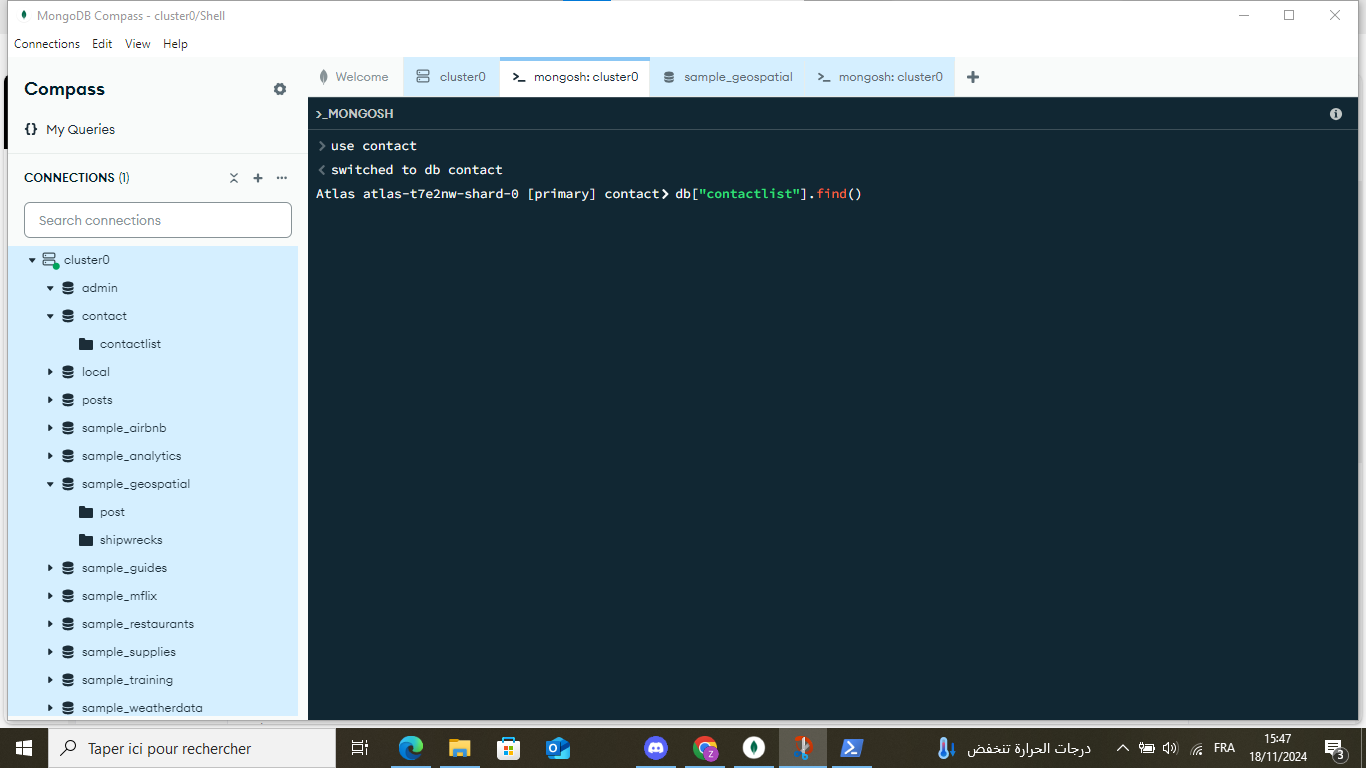 MongoDB Compass - cluster0/Shell
Connections Edit View Help
Compass
{} My Queries
CONNECTIONS (1)
Search connections
cluster0
admin
contact
contactlist
local
posts
sample_airbnb
sample_analytics
sample_geospatial
post
shipwrecks
sample_guides
sample_mflix
sample_restaurants
sample_supplies
sample_training
sample_weatherdata
Welcome cluster0 >_ mongosh: cluster0 sample_geospatial >_ mongosh: cluster0 +
>_MONGOSH
> use contact
< switched to db contact
Atlas atlas-t7e2nw-shard-0 [primary] contact> db["contactlist"].find()
Taper ici pour rechercher
درجات الحرارة تنخفض
FRA
15:47
18/11/2024
3